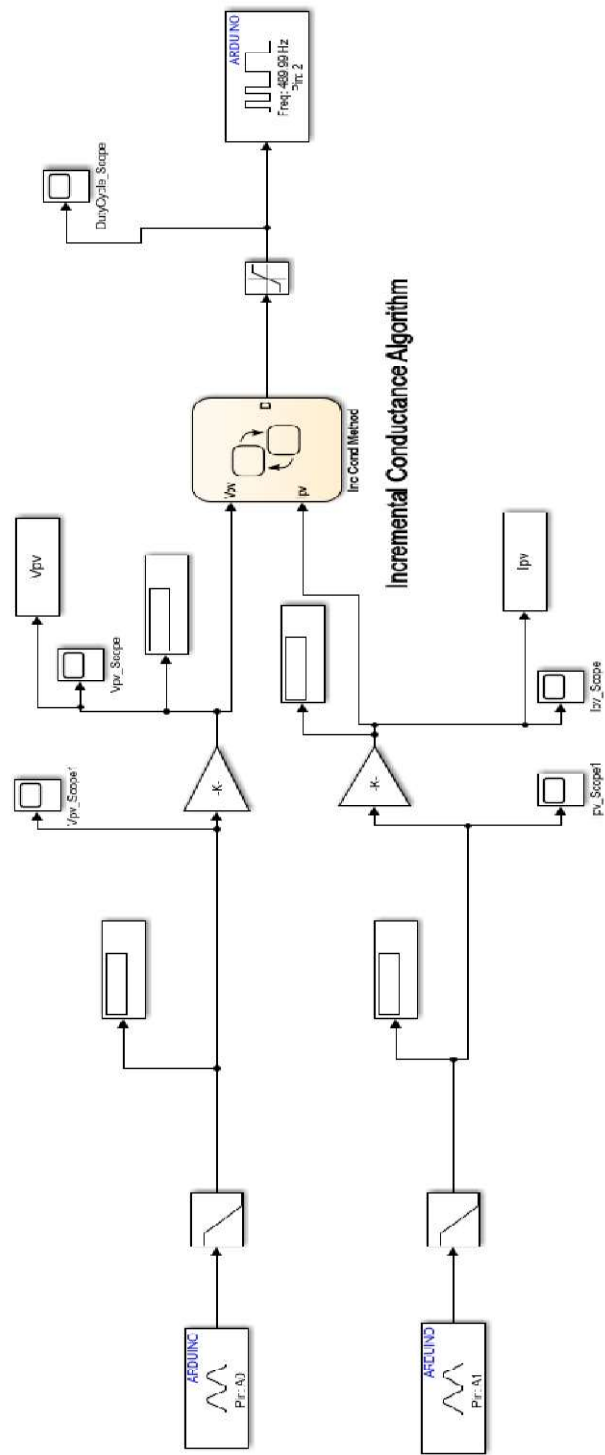 ARDUINO
Pin: A0
Vpv_Scope1
-K-
Vpv
Vpv_Scope
Vpv
Ipv
D
Inc Cond Method
DutyCycle_Scope
ARDUINO
Freq: 489.99 Hz
Pin: 2
ARDUINO
Pin: A1
-K-
Ipv
Ipv_Scope
pv_Scope1
Incremental Conductance Algorithm